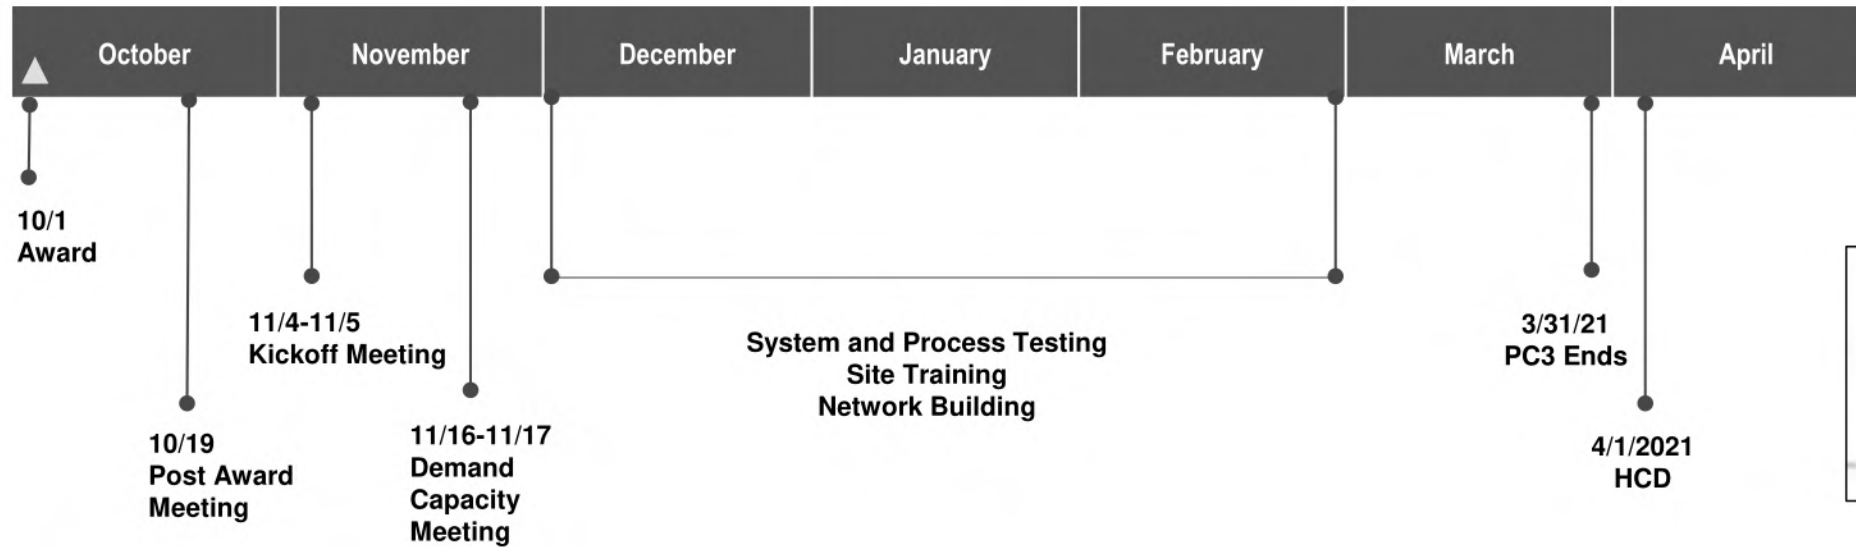 October November December January February March April
10/1
Award
10/19
Post Award
Meeting
11/4-11/5
Kickoff Meeting
11/16-11/17
Demand
Capacity
Meeting
System and Process Testing
Site Training
Network Building
3/31/21
PC3 Ends
4/1/2021
HCD